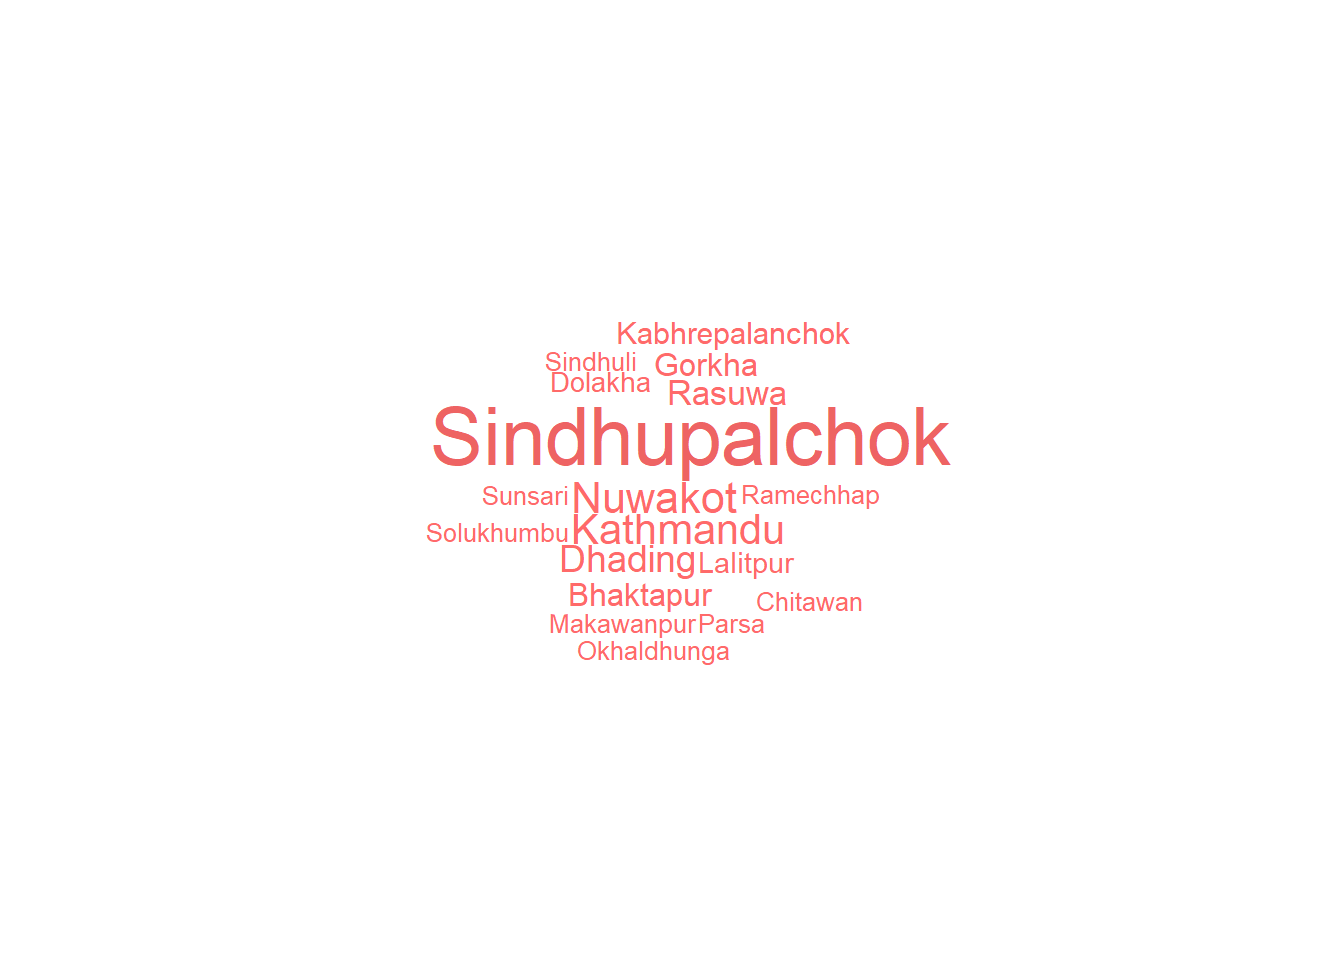 Kabhrepalanchok
Sindhuli Gorkha
Dolakha Rasuwa
Sindhupalchok
Sunsari Nuwakot Ramechhap
Solukhumbu Kathmandu
Dhading Lalitpur
Bhaktapur Chitawan
Makawanpur Parsa
Okhaldhunga